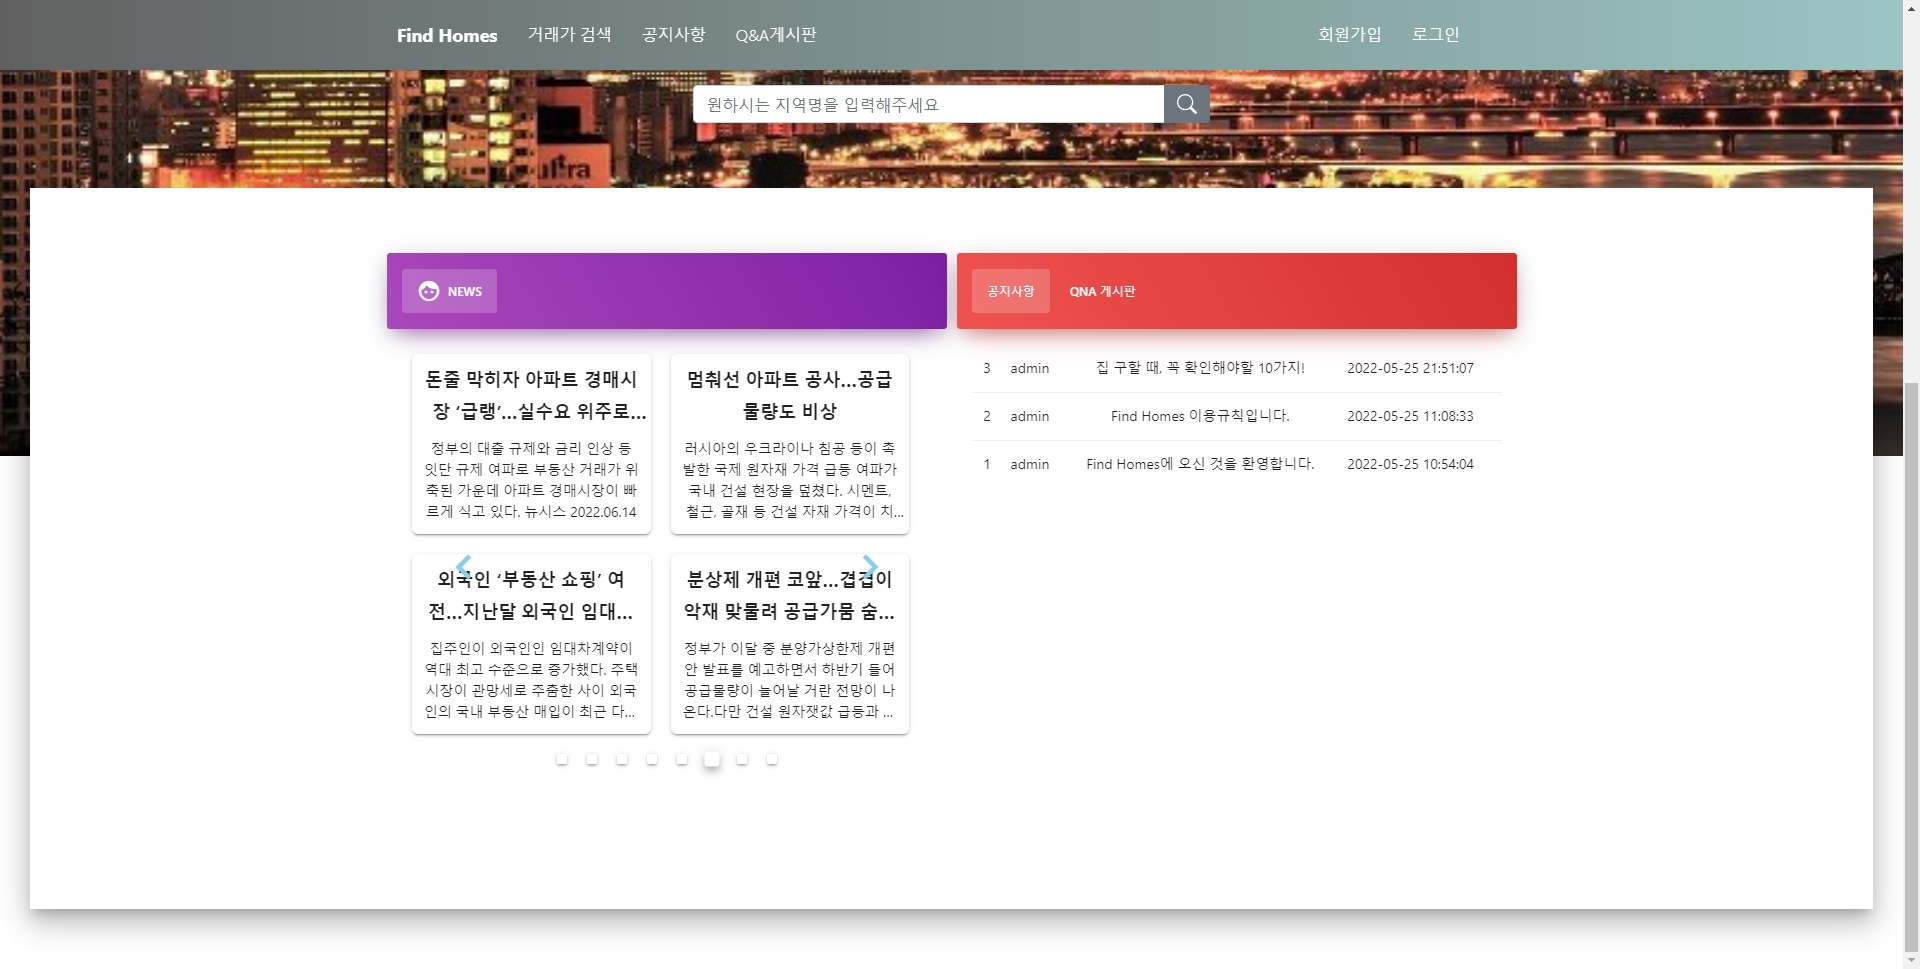 Find Homes 거래가 검색 공지사항 Q&A게시판 회원가입 로그인
원하시는 지역명을 입력해주세요
ultra
NEWS
돈줄 막히자 아파트 경매시
장 ‘급랭’...실수요 위주로...
정부의 대출 규제와 금리 인상 등
잇단 규제 여파로 부동산 거래가 위
축된 가운데 아파트 경매시장이 빠
르게 식고 있다. 뉴시스 2022.06.14
멈춰선 아파트 공사...공급
물량도 비상
러시아의 우크라이나 침공 등이 촉
발한 국제 원자재 가격 급등 여파가
국내 건설 현장을 덮쳤다. 시멘트,
철근, 골재 등 건설 자재 가격이 치...
외국인 ‘부동산 쇼핑’ 여
전...지난달 외국인 임대...
집주인이 외국인인 임대차계약이
역대 최고 수준으로 증가했다. 주택
시장이 관망세로 주춤한 사이 외국
인의 국내 부동산 매입이 최근 다...
분상제 개편 코앞...겹겹이
악재 맞물려 공급가뭄 숨...
정부가 이달 중 분양가상한제 개편
안 발표를 예고하면서 하반기 들어
공급물량이 늘어날 거란 전망이 나
온다.다만 건설 원자잿값 급등과 ...
공지사항 QNA 게시판
3 admin 집 구할 때, 꼭 확인해야할 10가지! 2022-05-25 21:51:07
2 admin Find Homes 이용규칙입니다. 2022-05-25 11:08:33
1 admin Find Homes에 오신 것을 환영합니다. 2022-05-25 10:54:04